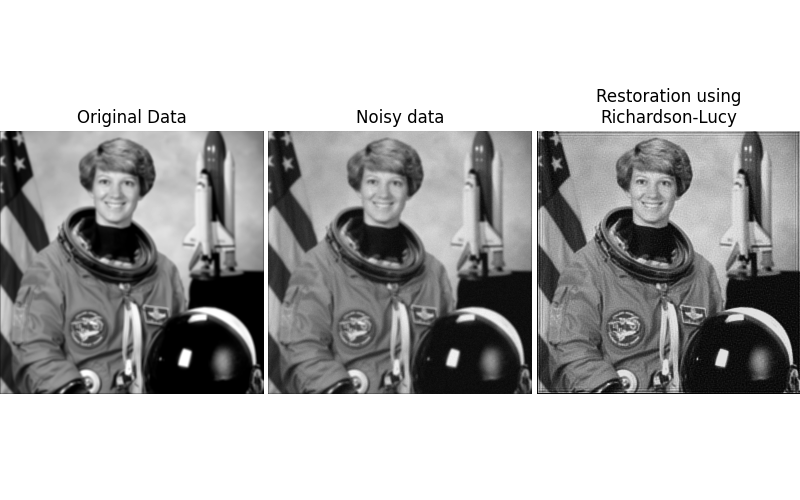 Original Data
Noisy data
Restoration using
Richardson-Lucy